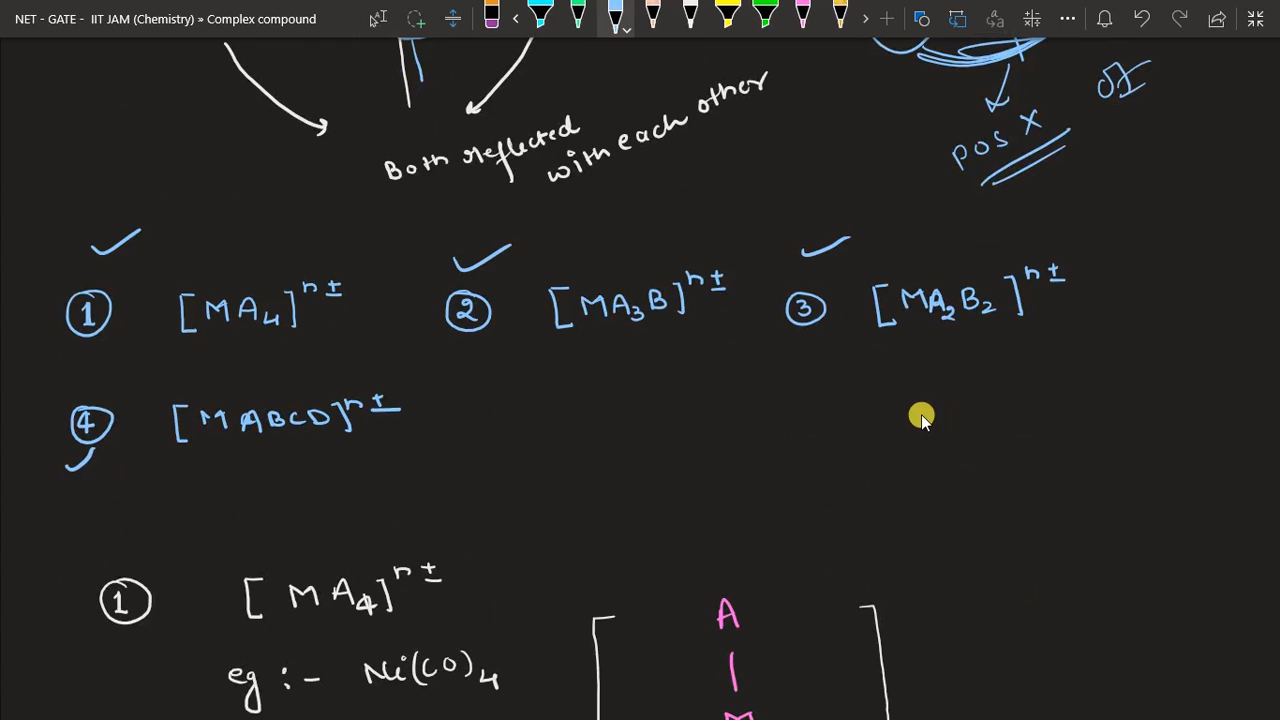 NET - GATE - IIT JAM (Chemistry) » Complex compound
Both reflected with each other
pos X
① [MA₄]ⁿ± ② [MA₃B]ⁿ± ③ [MA₂B₂]ⁿ±
④ [MABCD]ⁿ±
① [MA₄]ⁿ±
A
eg :- Ni(CO)₄
M